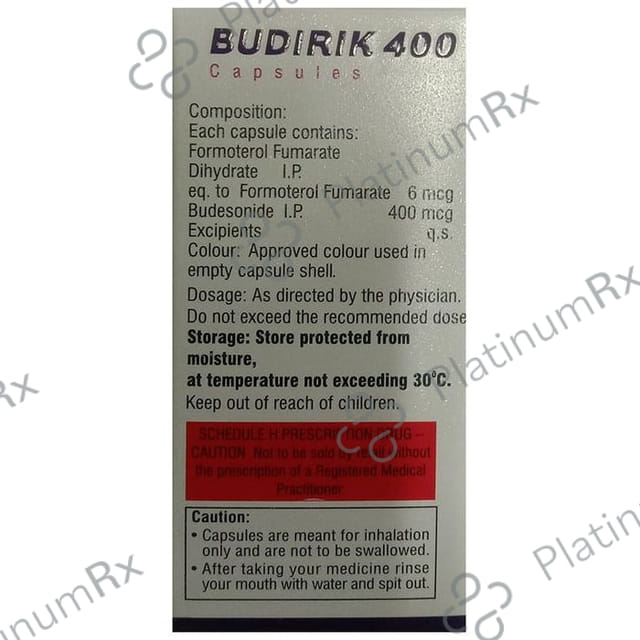 BUDIRIK 400
Capsules
Composition:
Each capsule contains:
Formoterol Fumarate
Dihydrate I.P.
eq. to Formoterol Fumarate 6 mcg
Budesonide I.P. 400 mcg
Excipients q.s.
Colour: Approved colour used in
empty capsule shell.
Dosage: As directed by the physician.
Do not exceed the recommended dose
Storage: Store protected from
moisture,
at temperature not exceeding 30°C.
Keep out of reach of children.
SCHEDULE H PRESCRIPTION DRUG –
CAUTION Not to be sold by retail without
the prescription of a Registered Medical
Practitioner.
Caution:
• Capsules are meant for inhalation
only and are not to be swallowed.
• After taking your medicine rinse
your mouth with water and spit out.
PlatinumRx
PlatinumRx
Rx
PlatinumRx
tinumRx
Platinum